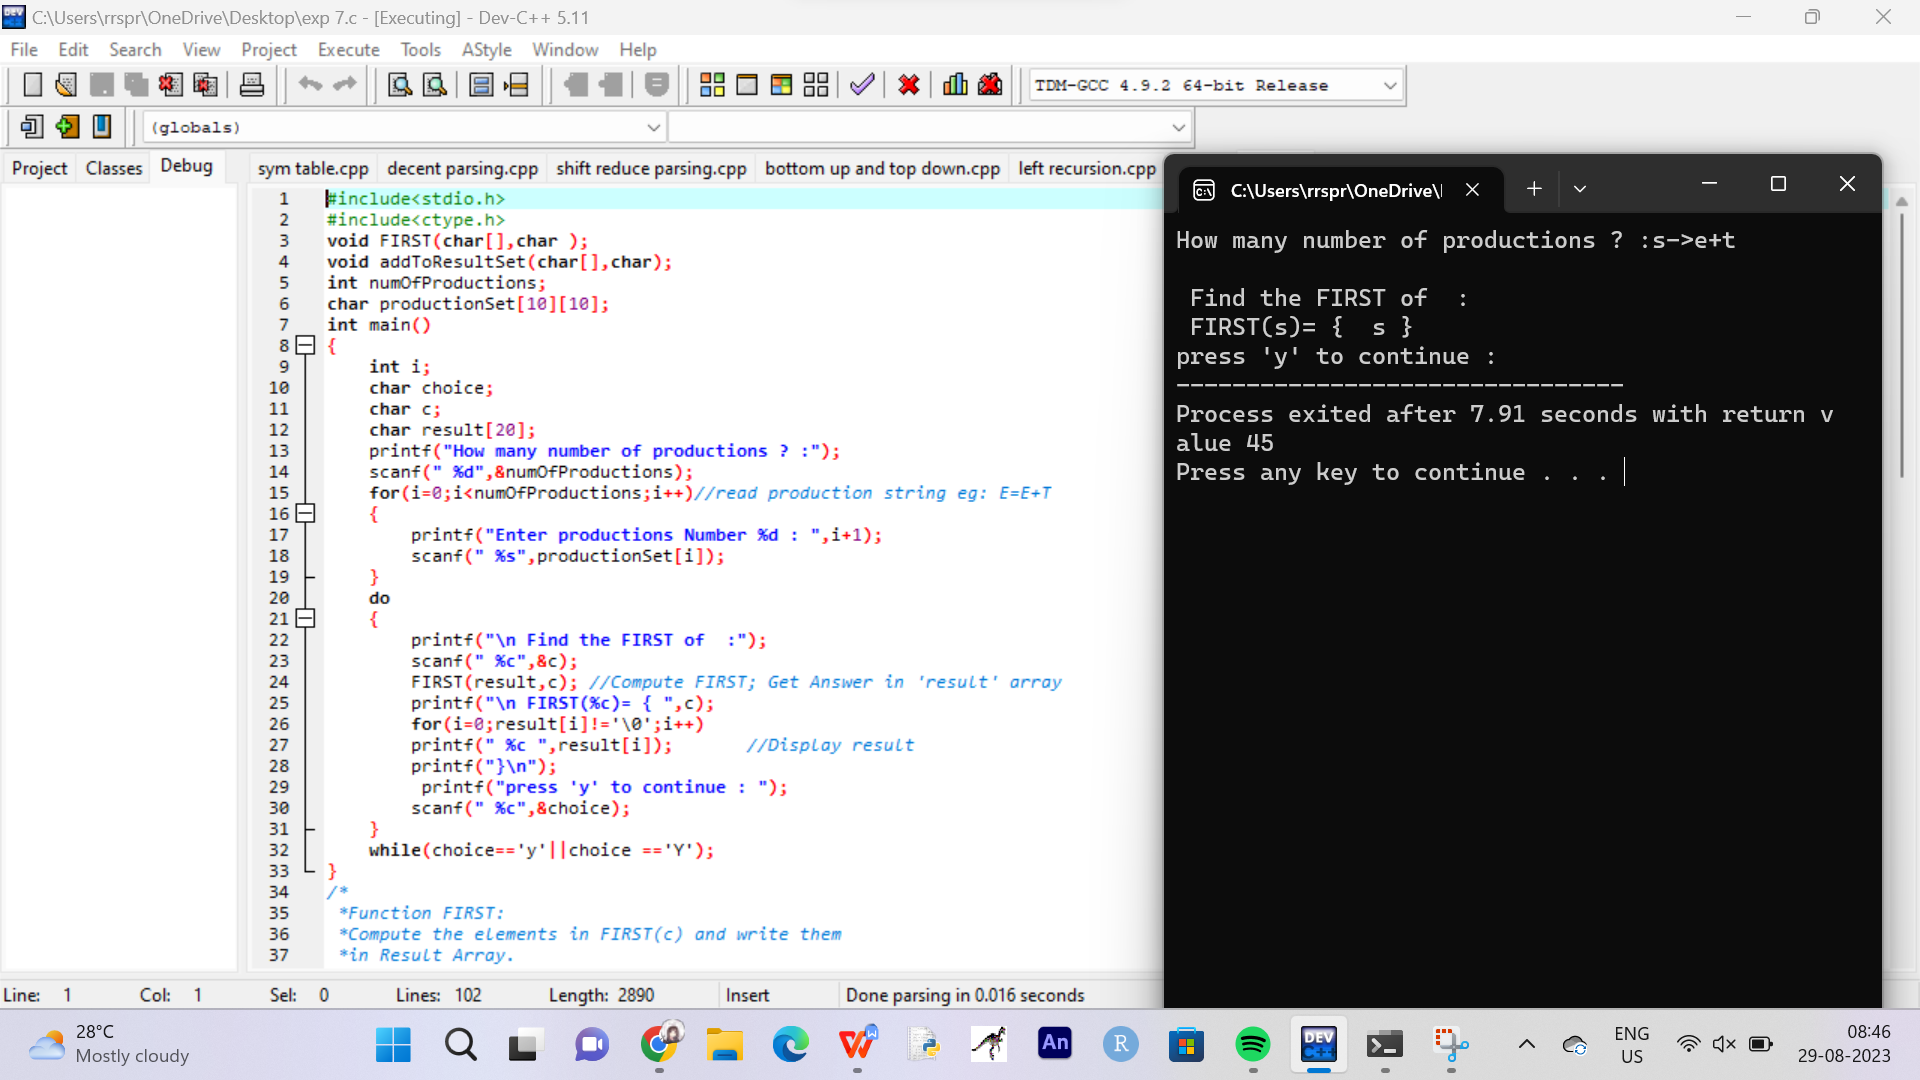 C:\Users\rrspr\OneDrive\Desktop\exp 7.c - [Executing] - Dev-C++ 5.11
File Edit Search View Project Execute Tools AStyle Window Help
TDM-GCC 4.9.2 64-bit Release
(globals)
Project Classes Debug
sym table.cpp decent parsing.cpp shift reduce parsing.cpp bottom up and top down.cpp left recursion.cpp
1 #include<stdio.h>
2 #include<ctype.h>
3 void FIRST(char[],char );
4 void addToResultSet(char[],char);
5 int numOfProductions;
6 char productionSet[10][10];
7 int main()
8 {
9 int i;
10 char choice;
11 char c;
12 char result[20];
13 printf("How many number of productions ? :");
14 scanf(" %d",&numOfProductions);
15 for(i=0;i<numOfProductions;i++)//read production string eg: E=E+T
16 {
17 printf("Enter productions Number %d : ",i+1);
18 scanf(" %s",productionSet[i]);
19 }
20 do
21 {
22 printf("\n Find the FIRST of  :");
23 scanf(" %c",&c);
24 FIRST(result,c); //Compute FIRST; Get Answer in 'result' array
25 printf("\n FIRST(%c)= { ",c);
26 for(i=0;result[i]!='\0';i++)
27 printf(" %c ",result[i]);       //Display result
28 printf("}\n");
29 printf("press 'y' to continue : ");
30 scanf(" %c",&choice);
31 }
32 while(choice=='y'||choice =='Y');
33 }
34 /*
35 *Function FIRST:
36 *Compute the elements in FIRST(c) and write them
37 *in Result Array.
C:\Users\rrspr\OneDrive\
How many number of productions ? :s->e+t
Find the FIRST of  :
FIRST(s)= {  s }
press 'y' to continue :
--------------------------------
Process exited after 7.91 seconds with return v
alue 45
Press any key to continue . . .
Line: 1 Col: 1 Sel: 0 Lines: 102 Length: 2890 Insert Done parsing in 0.016 seconds
28°C
Mostly cloudy
W
An
R
DEV
C++
ENG
US
08:46
29-08-2023